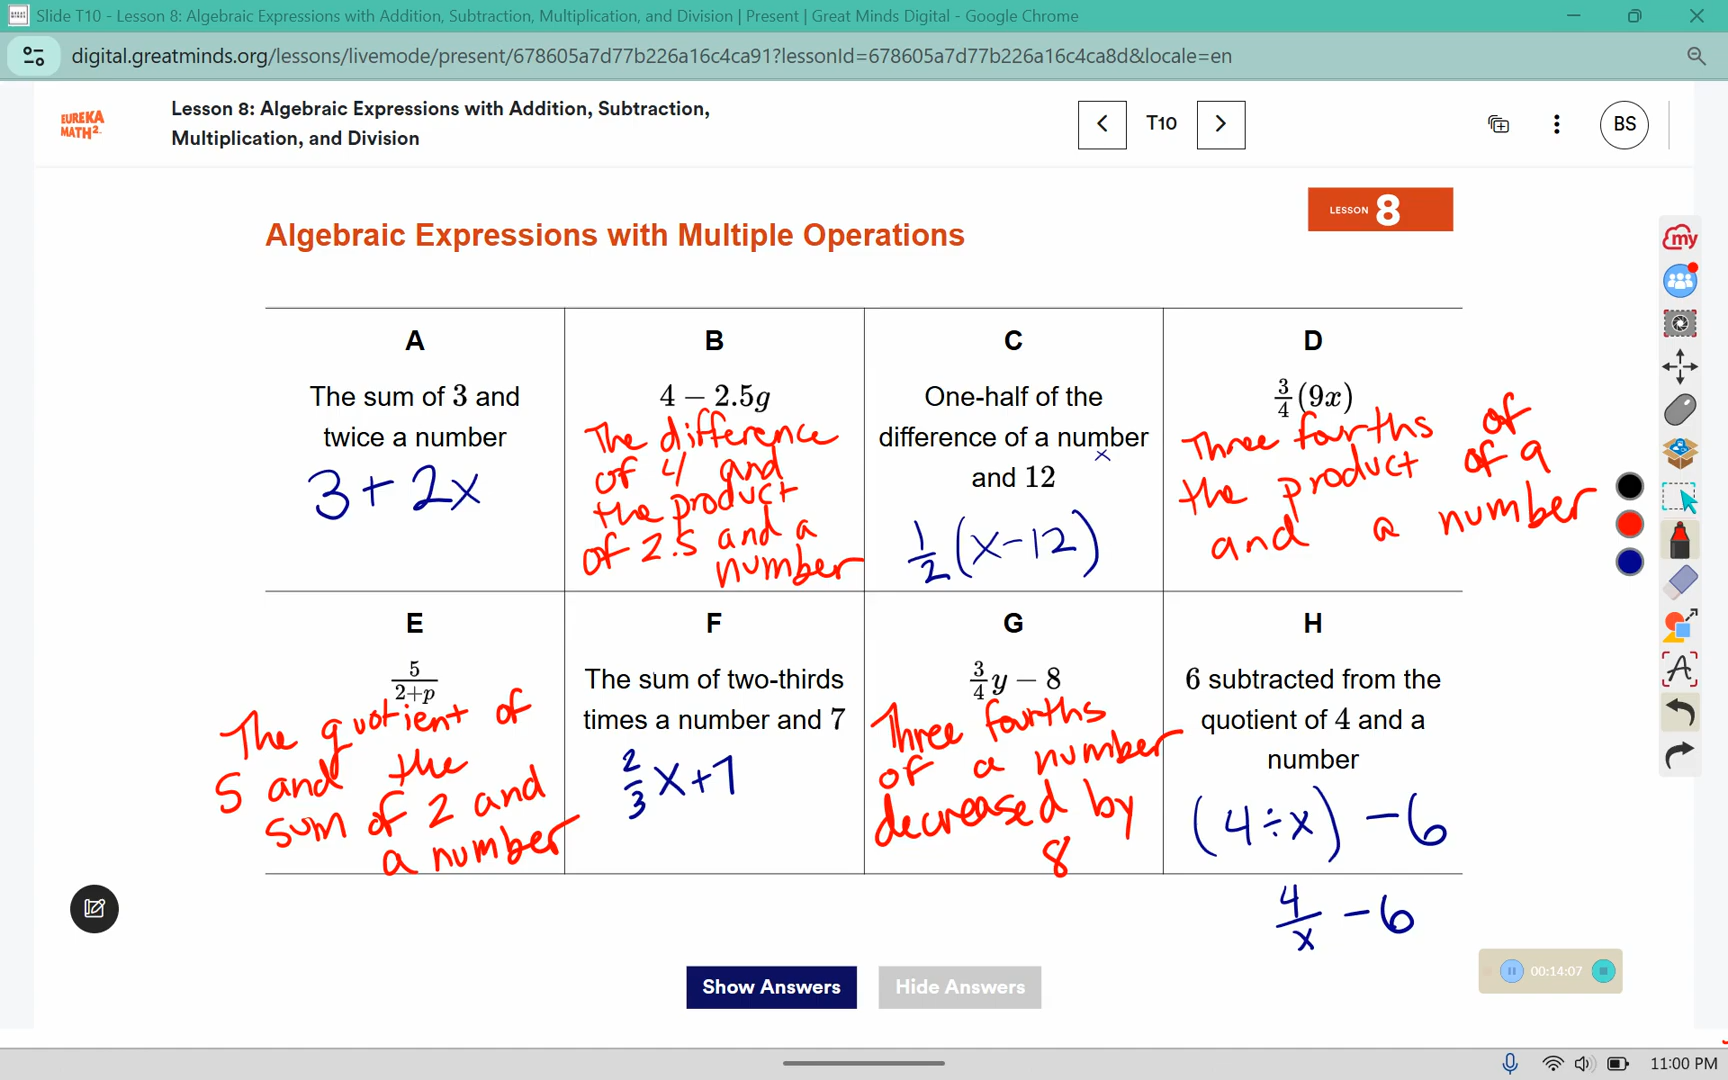 Slide T10 - Lesson 8: Algebraic Expressions with Addition, Subtraction, Multiplication, and Division | Present | Great Minds Digital - Google Chrome
digital.greatminds.org/lessons/livemode/present/678605a7d77b226a16c4ca91?lessonId=678605a7d77b226a16c4ca8d&locale=en
EUREKA
MATH²
Lesson 8: Algebraic Expressions with Addition, Subtraction,
Multiplication, and Division
T10
BS
LESSON 8
Algebraic Expressions with Multiple Operations
A
The sum of 3 and
twice a number
3 + 2x
B
4 − 2.5g
The difference
of 4 and
the product
of 2.5 and a
number
C
One-half of the
difference of a number
x
and 12
1/2 (x − 12)
D
3/4 (9x)
Three fourths of
the product of 9
and a number
E
5/(2+p)
The quotient of
5 and the
sum of 2 and
a number
F
The sum of two-thirds
times a number and 7
2/3 x + 7
G
3/4 y − 8
Three fourths
of a number
decreased by
8
H
6 subtracted from the
quotient of 4 and a
number
(4 ÷ x) − 6
4/x − 6
Show Answers
Hide Answers
my
A
00:14:07
11:00 PM